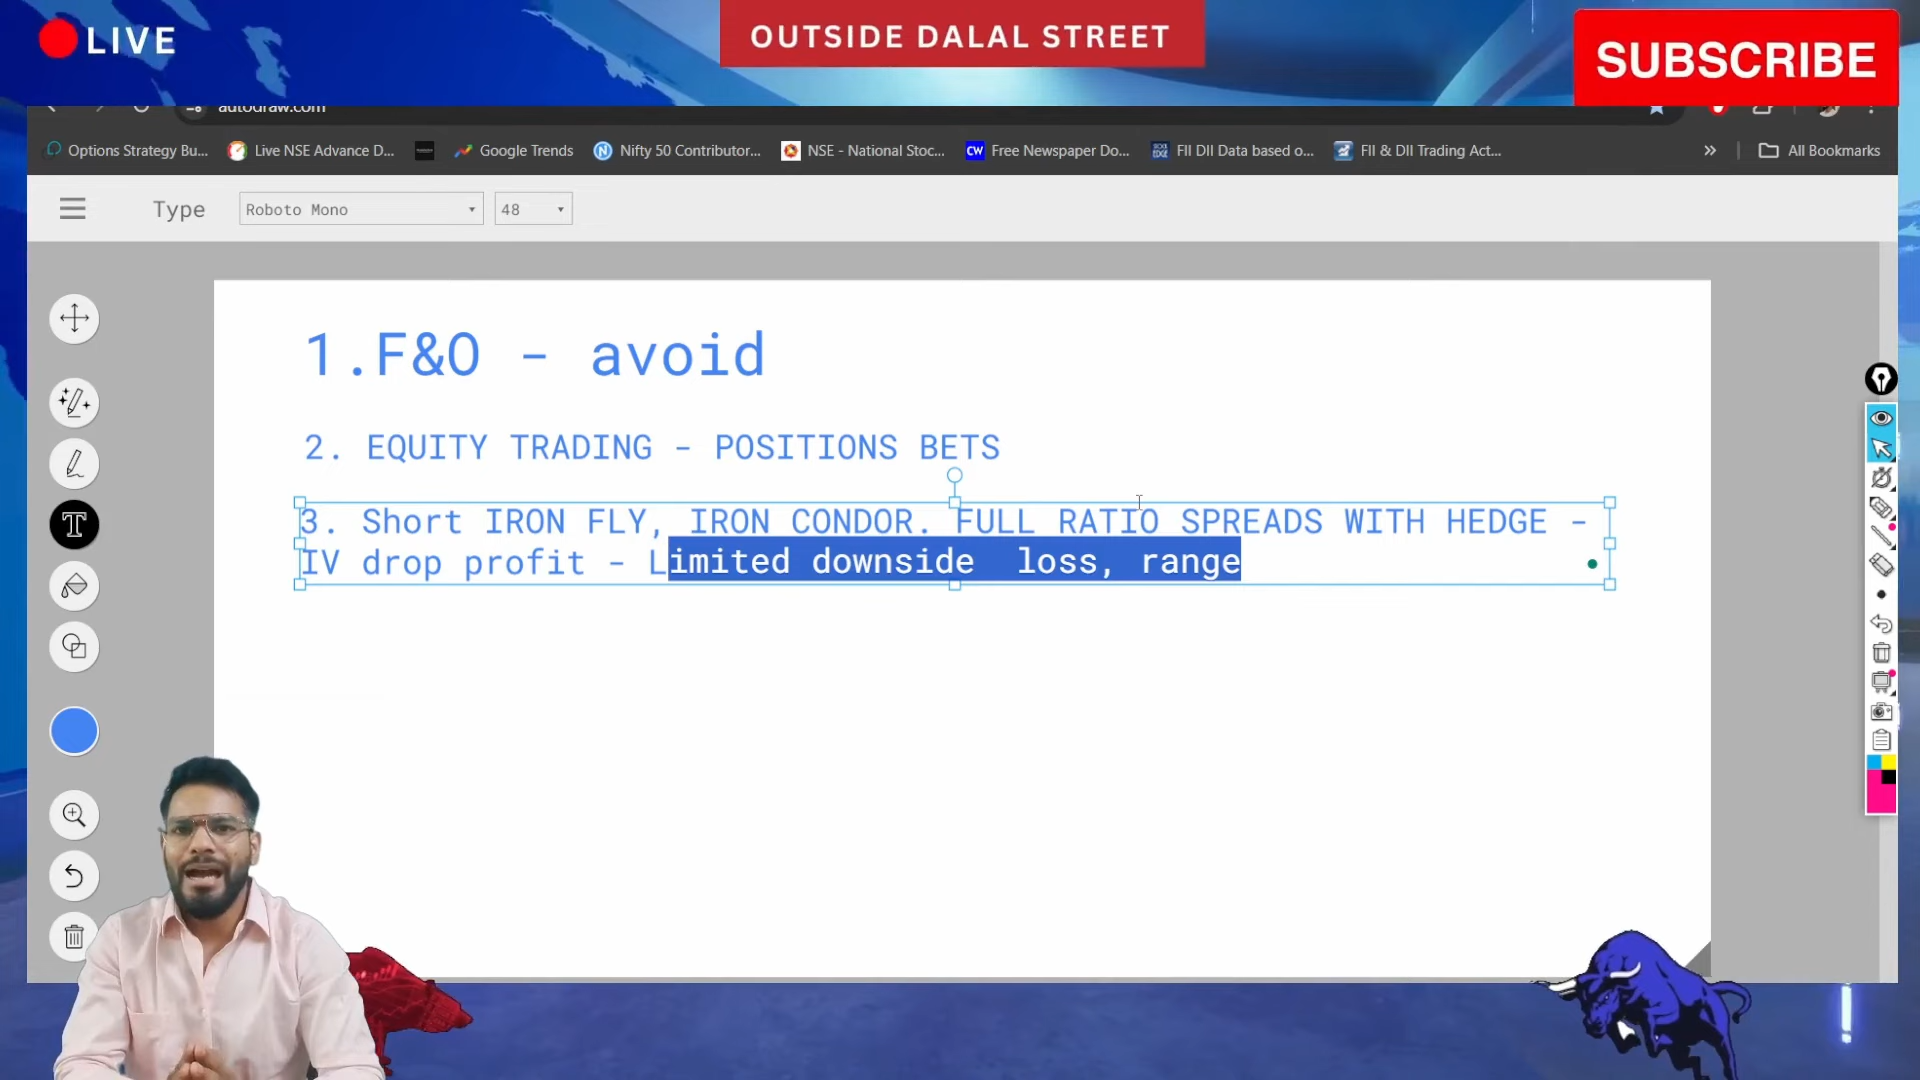 LIVE
OUTSIDE DALAL STREET
SUBSCRIBE
autodraw.com
Options Strategy Bu...
Live NSE Advance D...
Google Trends
Nifty 50 Contributor...
NSE - National Stoc...
CW
Free Newspaper Do...
FII DII Data based o...
FII & DII Trading Act...
All Bookmarks
Type
Roboto Mono
48
1.F&O - avoid
2. EQUITY TRADING - POSITIONS BETS
3. Short IRON FLY, IRON CONDOR. FULL RATIO SPREADS WITH HEDGE -
IV drop profit - Limited downside  loss, range